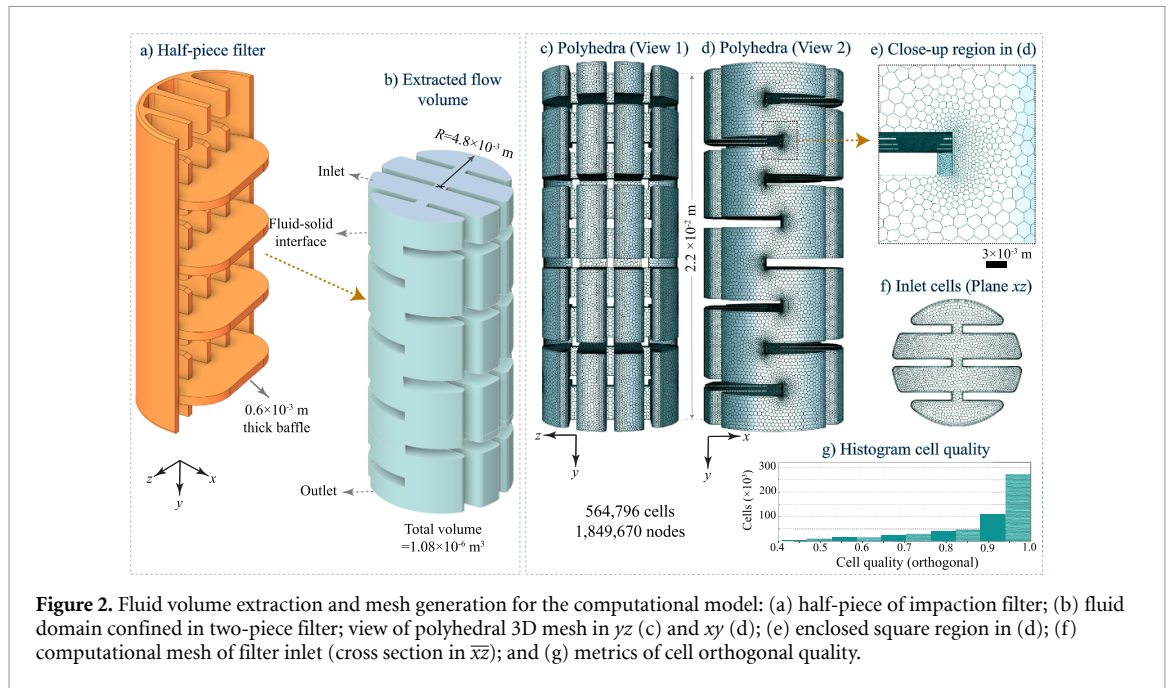 a) Half-piece filter
b) Extracted flow
volume
R=4.8×10⁻³ m
Inlet
Fluid-solid
interface
0.6×10⁻³ m
thick baffle
z
x
y
Outlet
Total volume
=1.08×10⁻⁶ m³
c) Polyhedra (View 1)
d) Polyhedra (View 2)
e) Close-up region in (d)
2.2 ×10⁻² m
3×10⁻³ m
z
y
x
y
564,796 cells
1,849,670 nodes
f) Inlet cells (Plane xz)
g) Histogram cell quality
Cells (×10³)
300
200
100
0.4 0.5 0.6 0.7 0.8 0.9 1.0
Cell quality (orthogonal)
Figure 2. Fluid volume extraction and mesh generation for the computational model: (a) half-piece of impaction filter; (b) fluid
domain confined in two-piece filter; view of polyhedral 3D mesh in yz (c) and xy (d); (e) enclosed square region in (d); (f)
computational mesh of filter inlet (cross section in x̅z̅); and (g) metrics of cell orthogonal quality.